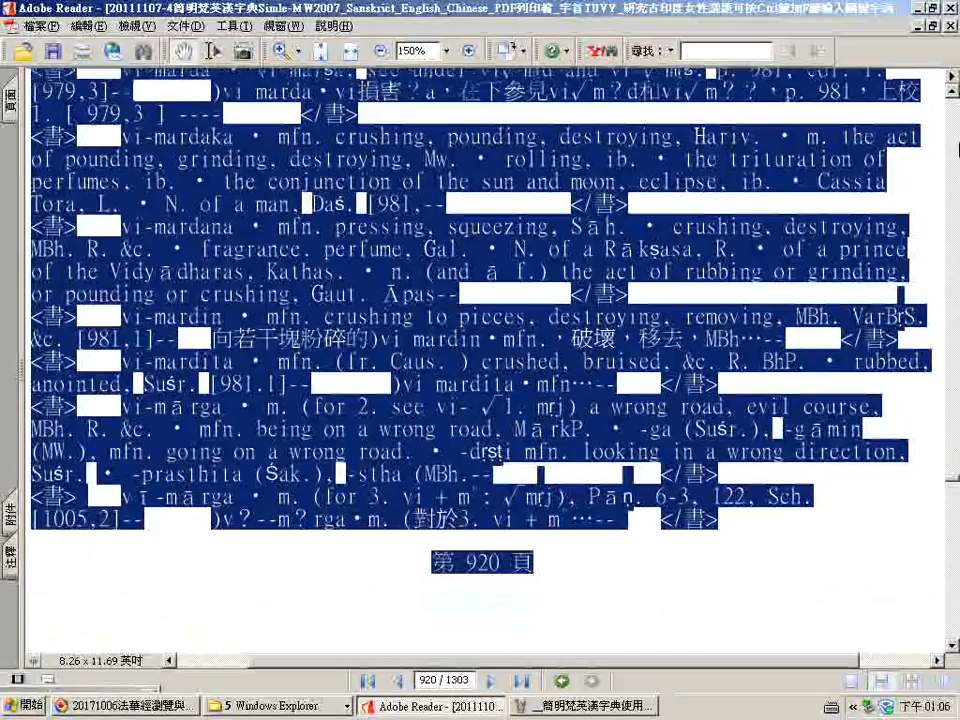 Adobe Reader - [20111107-4簡明梵英漢字典Simle-MW2007_Sanskrict_English_Chinese_PDF列印檔_字首TUVY_研究古印度女性議題可按Ctrl鍵加F鍵輸入關鍵字詞
檔案(F) 編輯(E) 檢視(V) 文件(D) 工具(T) 視窗(W) 說明(H)
150% Y! 尋找：
頁面
[979,3]-- )vi marda・vi損害？a，在下參見vi√m？d和vi√m？？，p. 981，上校
1. [ 979,3 ] ---- </書>
<書> vi-mardaka • mfn. crushing, pounding, destroying, Hariv. • m. the act
of pounding, grinding, destroying, Mw. • rolling, ib. • the trituration of
perfumes, ib. • the conjunction of the sun and moon, eclipse, ib. • Cassia
Tora, L. • N. of a man, Daś. [981,-- </書>
<書> vi-mardana • mfn. pressing, squeezing, Sāh. • crushing, destroying,
MBh. R. &c. • fragrance. perfume, Gal. • N. of a Rākṣasa, R. • of a prince
of the Vidyādharas, Kathas. • n. (and ā f.) the act of rubbing or grinding,
or pounding or crushing, Gaut. Āpas-- </書>
<書> vi-mardin • mfn. crushing to pieces, destroying, removing, MBh. VarBrS.
&c. [981,1]-- 向若干塊粉碎的)vi mardin・mfn.，破壞，移去，MBh…-- </書>
<書> vi-mardita • mfn. (fr. Caus. ) crushed, bruised, &c. R. BhP. • rubbed,
anointed, Suśr. [981.1]-- )vi mardita・mfn…-- </書>
<書> vi-mārga • m. (for 2. see vi- √1. mṛj) a wrong road, evil course,
MBh. R. &c. • mfn. being on a wrong road, MārkP. • -ga (Suśr.), -gāmin
(MW.), mfn. going on a wrong road. • -dṛṣṭi mfn. looking in a wrong direction,
Suśr. • -prasthita (Śak.), -stha (MBh.-- </書>
<書> vī-mārga • m. (for 3. vi + m°: √mṛj), Pāṇ. 6-3, 122, Sch.
[1005,2]-- )v？--m？rga・m. (對於3. vi + m°…-- </書>
第 920 頁
附件
注釋
8.26 x 11.69 英吋
920 / 1303
開始 20171006法華經瀏覽與... 5 Windows Explorer Adobe Reader - [2011110... __簡明梵英漢字典使用... 下午 01:06